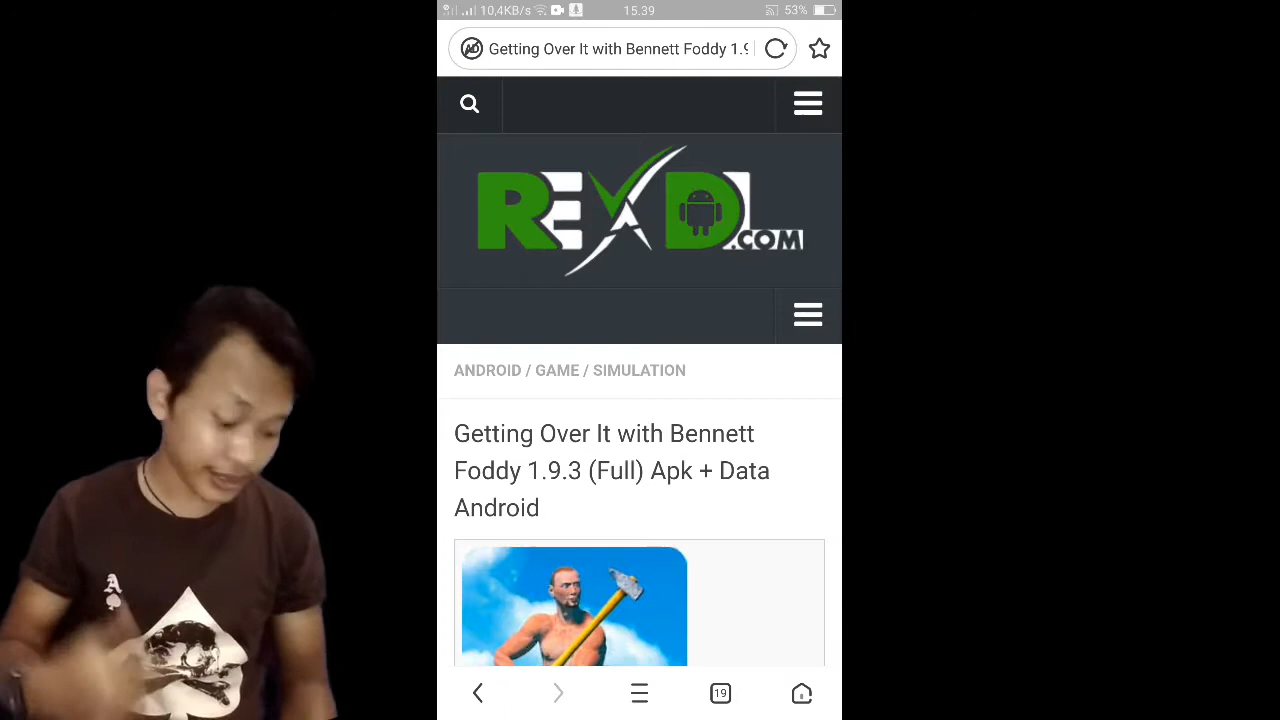 10,4KB/s
15.39
53%
Getting Over It with Bennett Foddy 1.9
REXDL.COM
ANDROID / GAME / SIMULATION
Getting Over It with Bennett
Foddy 1.9.3 (Full) Apk + Data
Android
A
19